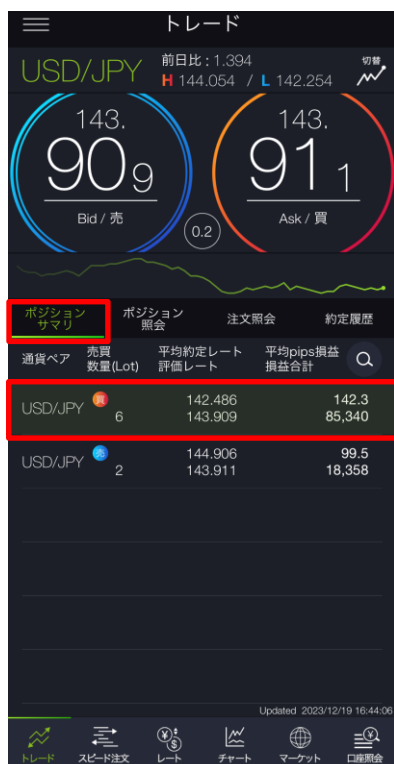 トレード
USD/JPY
前日比 : 1.394
H 144.054 / L 142.254
切替
143.
90 9
Bid / 売
143.
91 1
Ask / 買
0.2
ポジション
サマリ
ポジション
照会
注文照会
約定履歴
通貨ペア
売買
数量(Lot)
平均約定レート
評価レート
平均pips損益
損益合計
USD/JPY 買 6
142.486
143.909
142.3
85,340
USD/JPY 売 2
144.906
143.911
99.5
18,358
Updated 2023/12/19 16:44:06
トレード スピード注文 レート チャート マーケット 口座照会